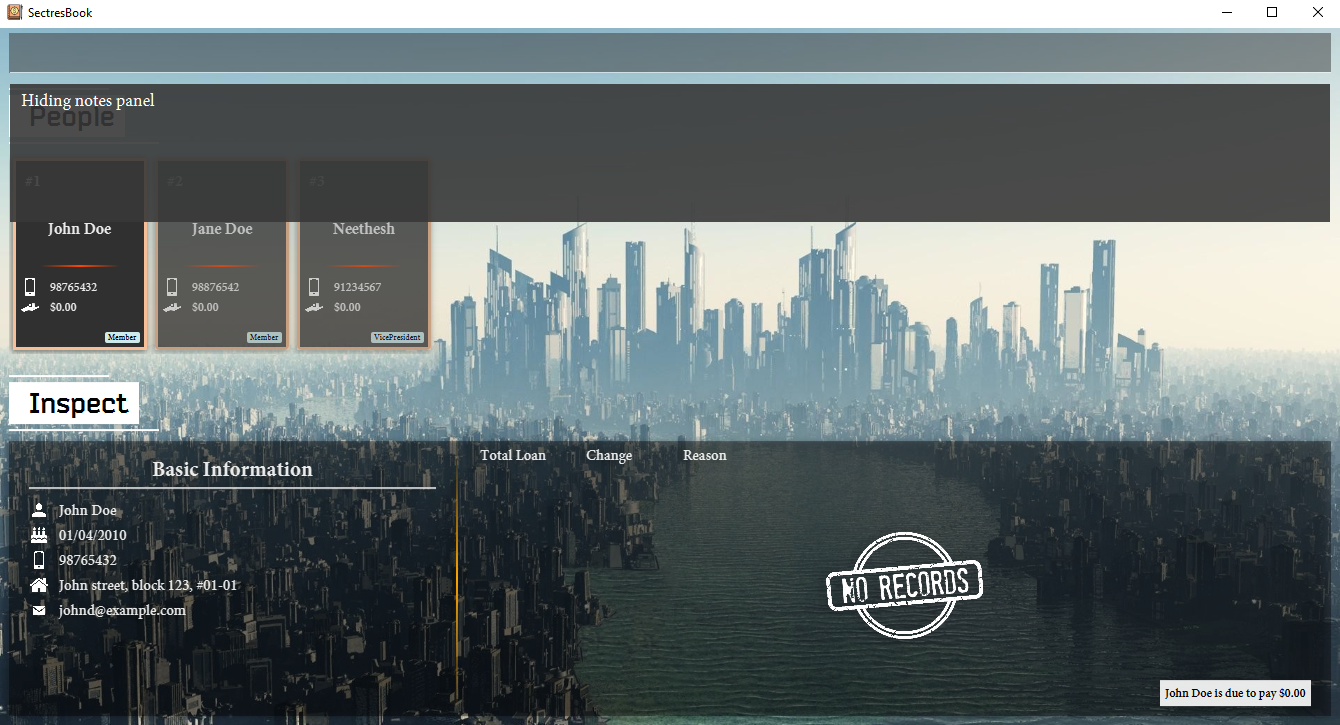 SectresBook
Hiding notes panel
People
#1
#2
#3
John Doe
Jane Doe
Neethesh
98765432
98876542
91234567
$0.00
$0.00
$0.00
Member
Member
VicePresident
Inspect
Basic Information
Total Loan
Change
Reason
John Doe
01/04/2010
98765432
John street, block 123, #01-01
johnd@example.com
NO RECORDS
John Doe is due to pay $0.00